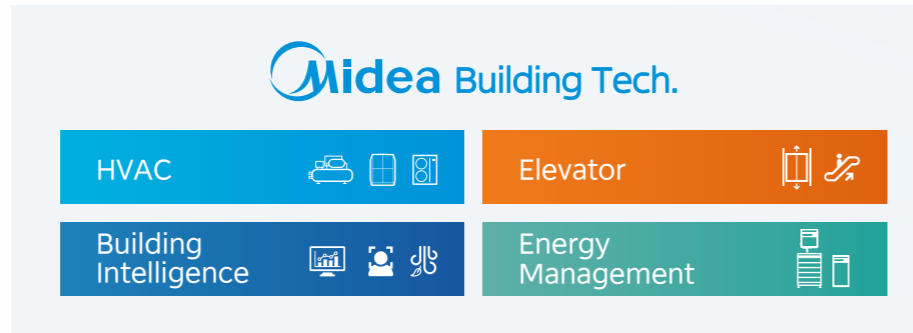 Midea Building Tech.
HVAC
Elevator
Building
Intelligence
Energy
Management